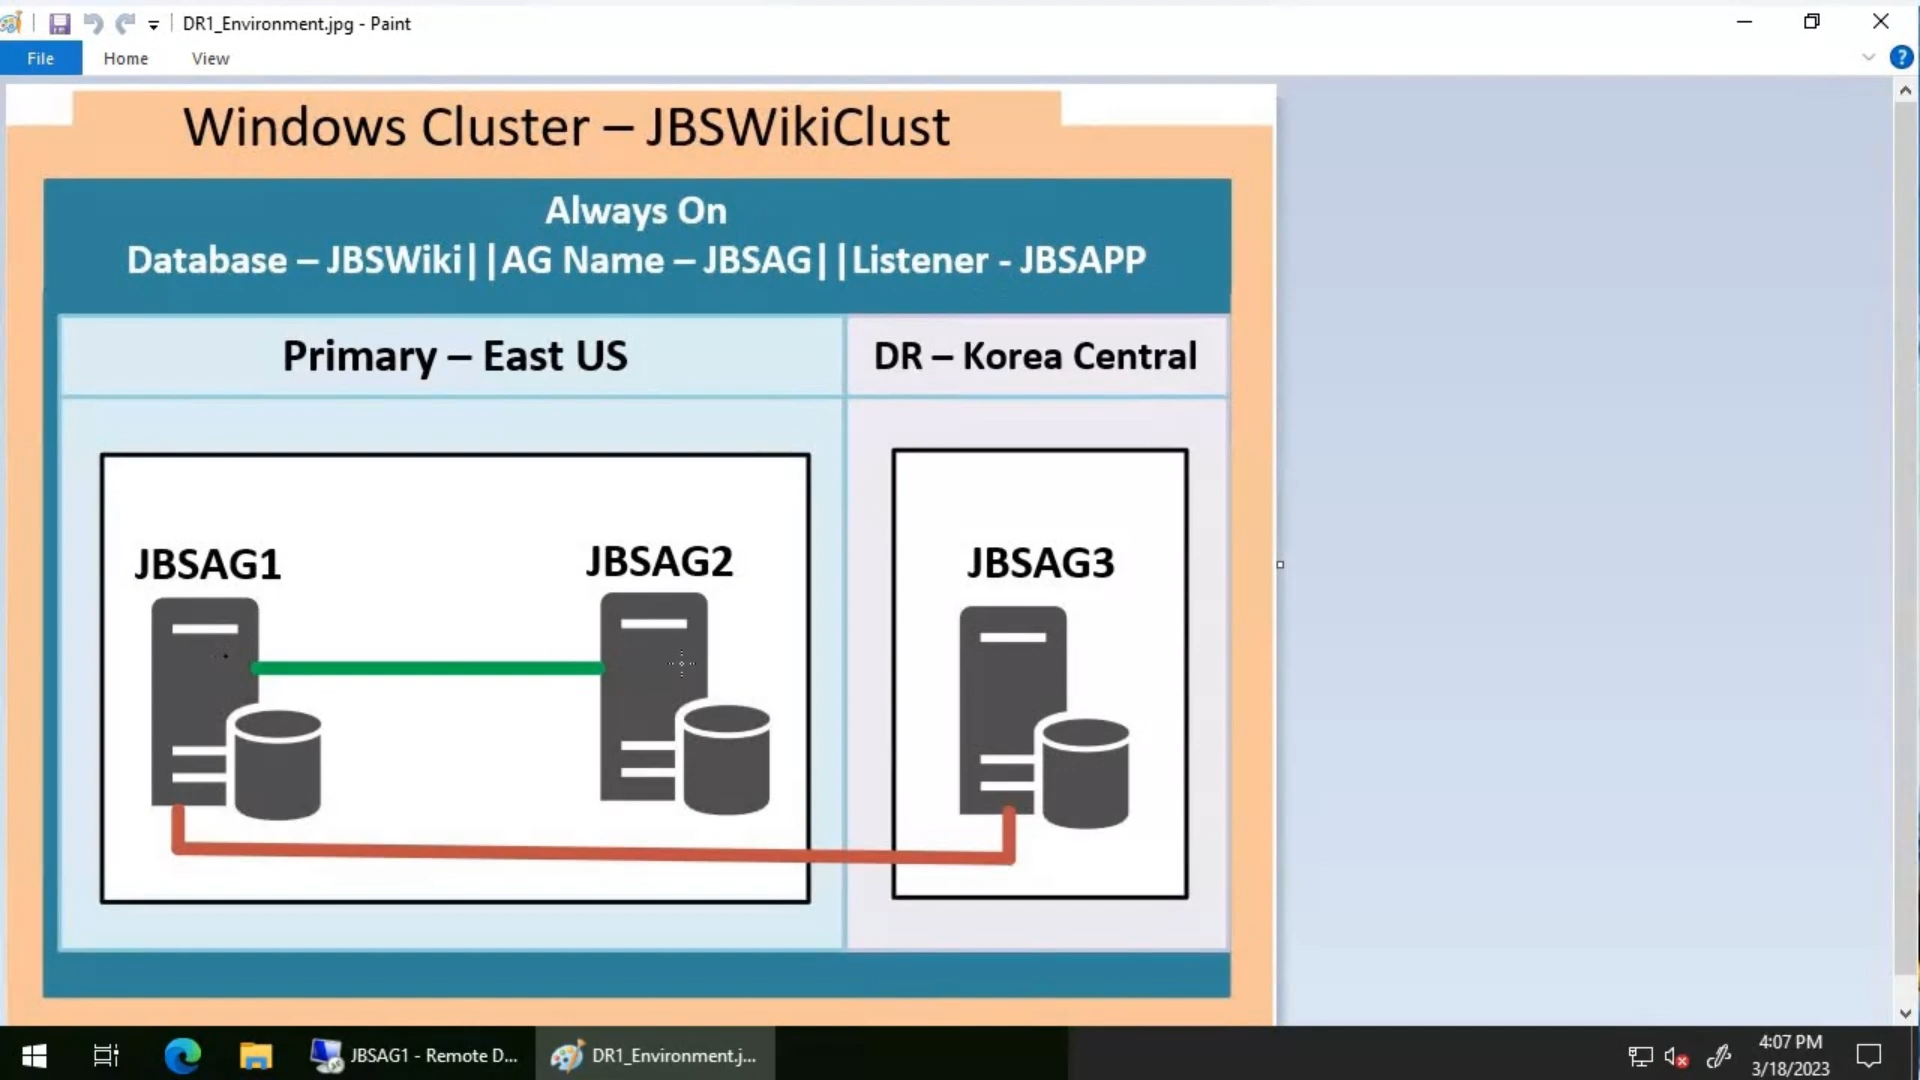 DR1_Environment.jpg - Paint
File Home View
?
Windows Cluster – JBSWikiClust
Always On
Database – JBSWiki||AG Name – JBSAG||Listener - JBSAPP
Primary – East US
DR – Korea Central
JBSAG1
JBSAG2
JBSAG3
JBSAG1 - Remote D...
DR1_Environment.j...
4:07 PM
3/18/2023